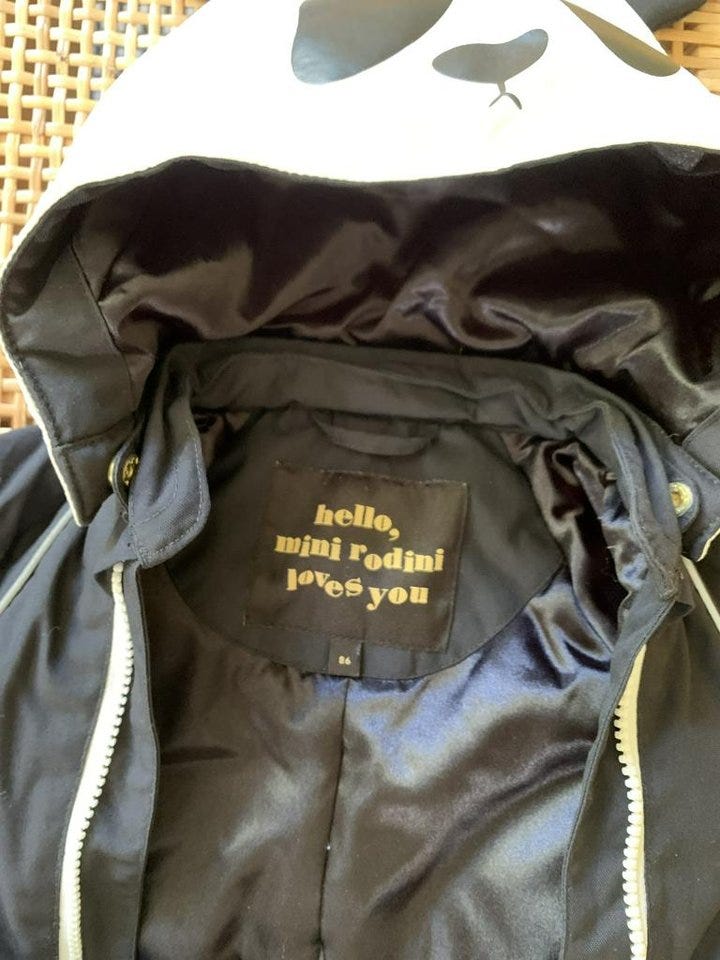 hello,
mini rodini
loves you
86